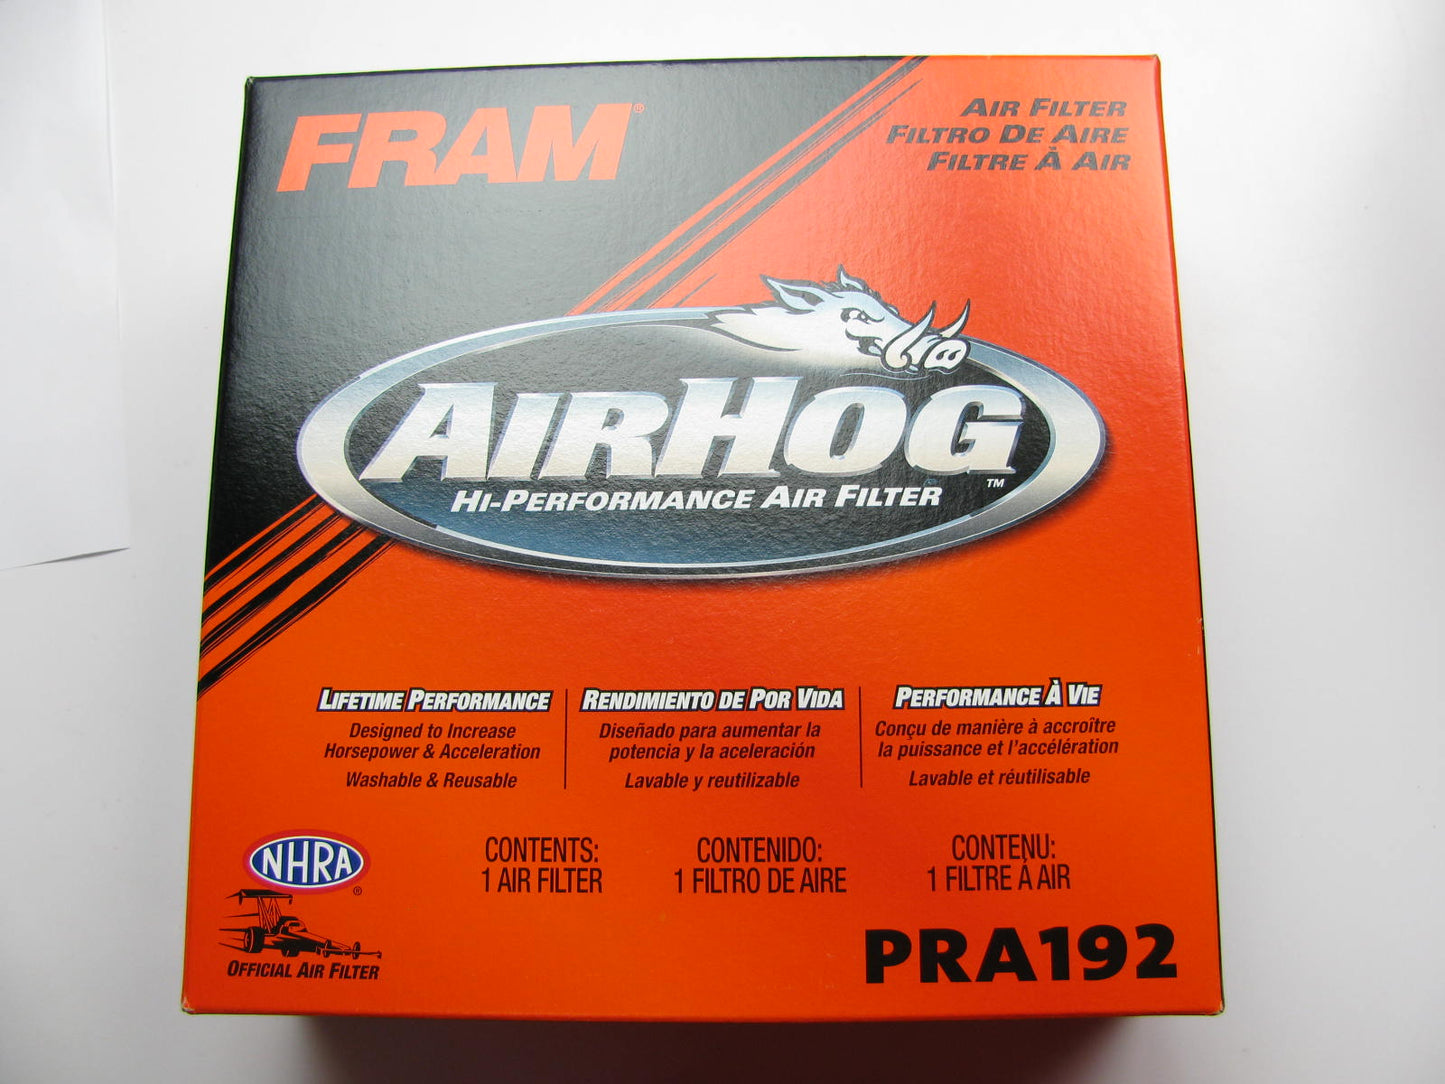 FRAM®
AIR FILTER
FILTRO DE AIRE
FILTRE À AIR
AIRHOG™
HI-PERFORMANCE AIR FILTER
LIFETIME PERFORMANCE
Designed to Increase
Horsepower & Acceleration
Washable & Reusable
RENDIMIENTO DE POR VIDA
Diseñado para aumentar la
potencia y la aceleración
Lavable y reutilizable
PERFORMANCE À VIE
Conçu de manière à accroître
la puissance et l'accélération
Lavable et réutilisable
NHRA®
OFFICIAL AIR FILTER
CONTENTS:
1 AIR FILTER
CONTENIDO:
1 FILTRO DE AIRE
CONTENU:
1 FILTRE À AIR
PRA192